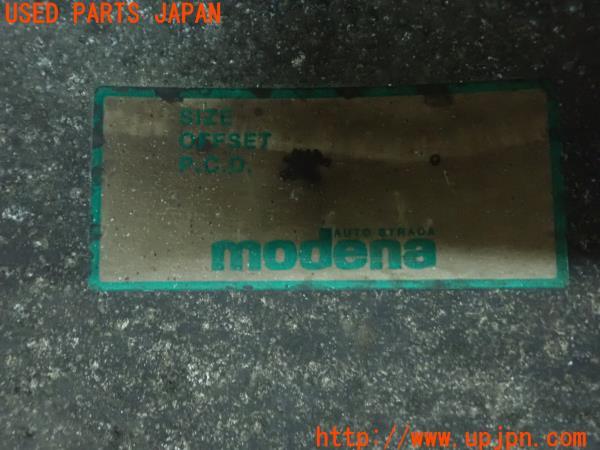 USED PARTS JAPAN
SIZE
OFFSET
P.C.D.
AUTO STRADA
modena
http://www.upjpn.com